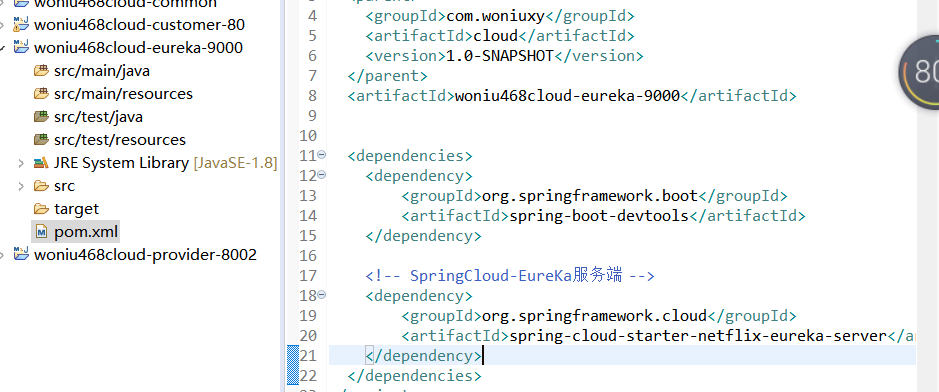 woniu468cloud-common
woniu468cloud-customer-80
woniu468cloud-eureka-9000
src/main/java
src/main/resources
src/test/java
src/test/resources
JRE System Library [JavaSE-1.8]
src
target
pom.xml
woniu468cloud-provider-8002
4 <groupId>com.woniuxy</groupId>
5 <artifactId>cloud</artifactId>
6 <version>1.0-SNAPSHOT</version>
7 </parent>
8 <artifactId>woniu468cloud-eureka-9000</artifactId>
9
10
11 <dependencies>
12 <dependency>
13 <groupId>org.springframework.boot</groupId>
14 <artifactId>spring-boot-devtools</artifactId>
15 </dependency>
16
17 <!-- SpringCloud-EureKa服务端 -->
18 <dependency>
19 <groupId>org.springframework.cloud</groupId>
20 <artifactId>spring-cloud-starter-netflix-eureka-server</a
21 </dependency>
22 </dependencies>
80